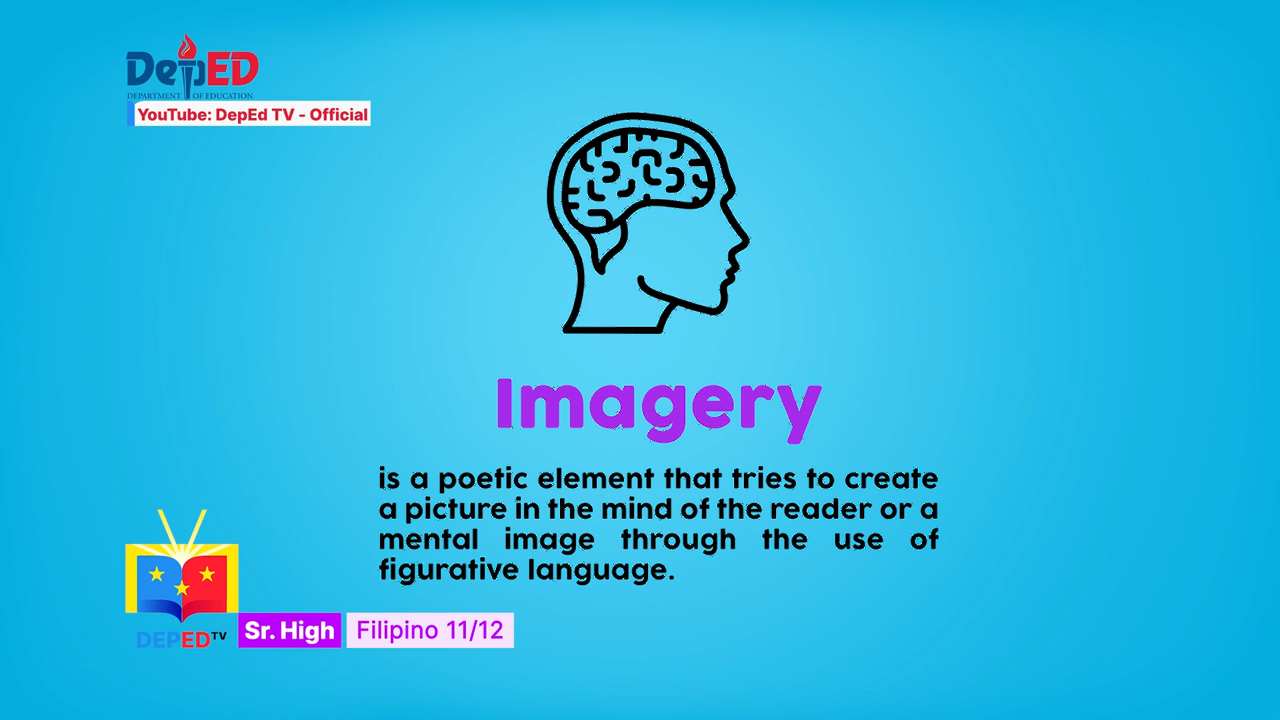 DepED
DEPARTMENT OF EDUCATION
YouTube: DepEd TV - Official
Imagery
is a poetic element that tries to create
a picture in the mind of the reader or a
mental image through the use of
figurative language.
DEPED TV
Sr. High
Filipino 11/12